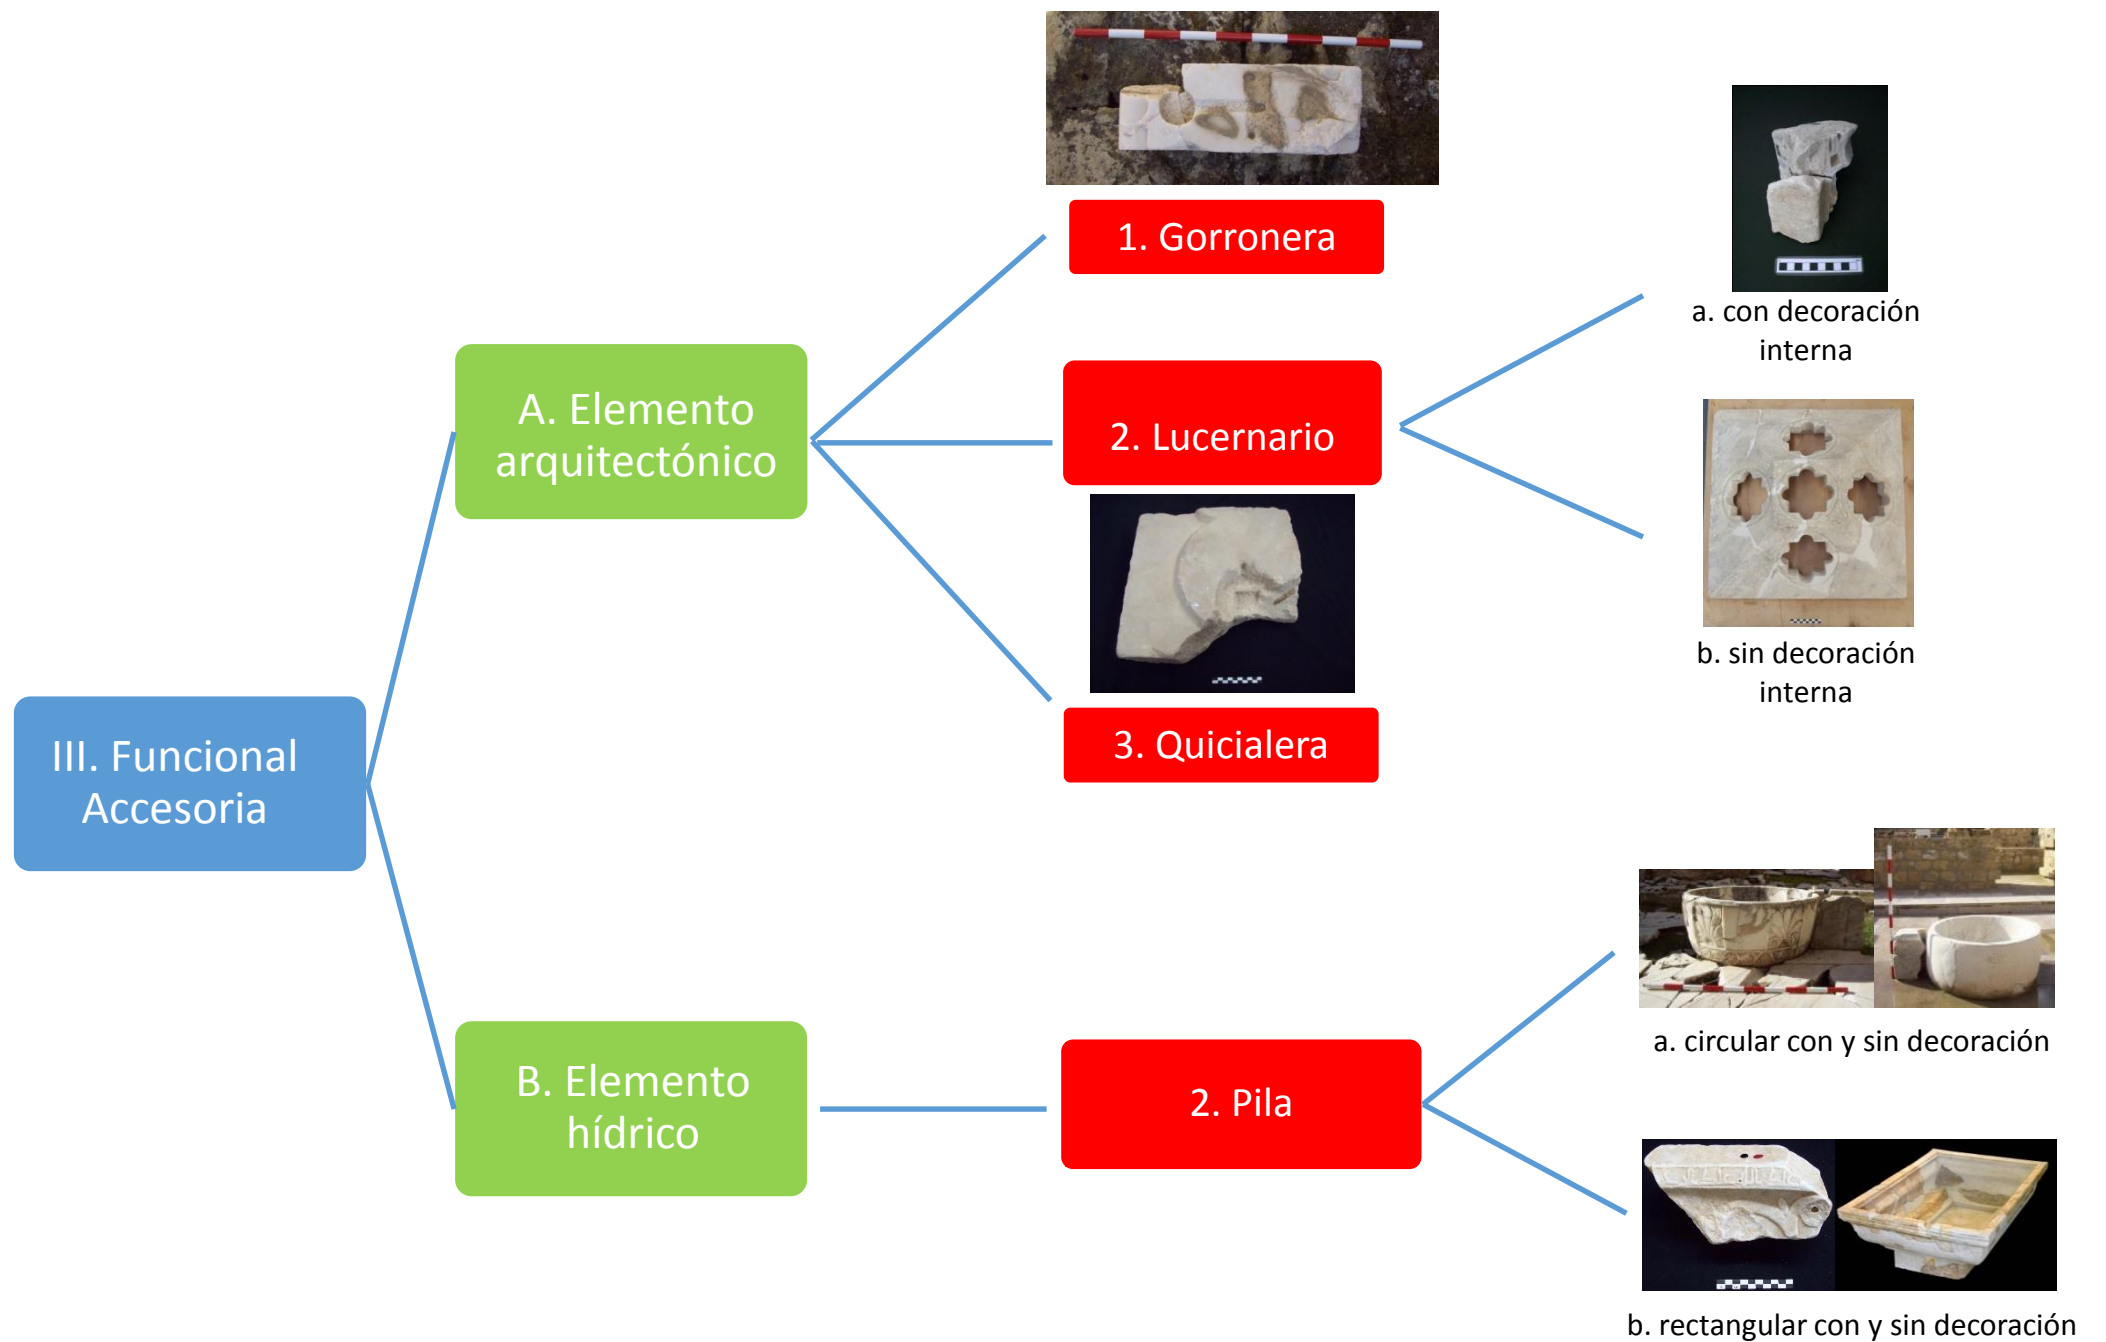 1. Gorronera
a. con decoración
interna
A. Elemento
arquitectónico
2. Lucernario
b. sin decoración
interna
3. Quicialera
III. Funcional
Accesoria
a. circular con y sin decoración
B. Elemento
hídrico
2. Pila
b. rectangular con y sin decoración